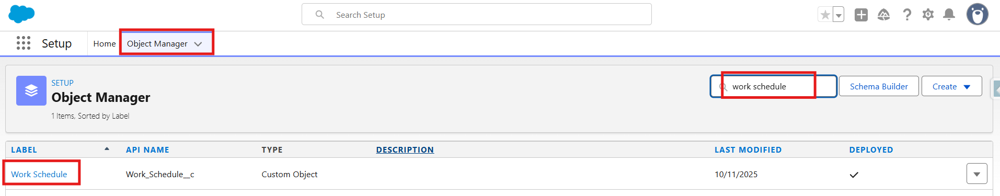 Search Setup
Setup
Home
Object Manager
SETUP
Object Manager
1 Items, Sorted by Label
work schedule
Schema Builder
Create
LABEL
API NAME
TYPE
DESCRIPTION
LAST MODIFIED
DEPLOYED
Work Schedule
Work_Schedule__c
Custom Object
10/11/2025